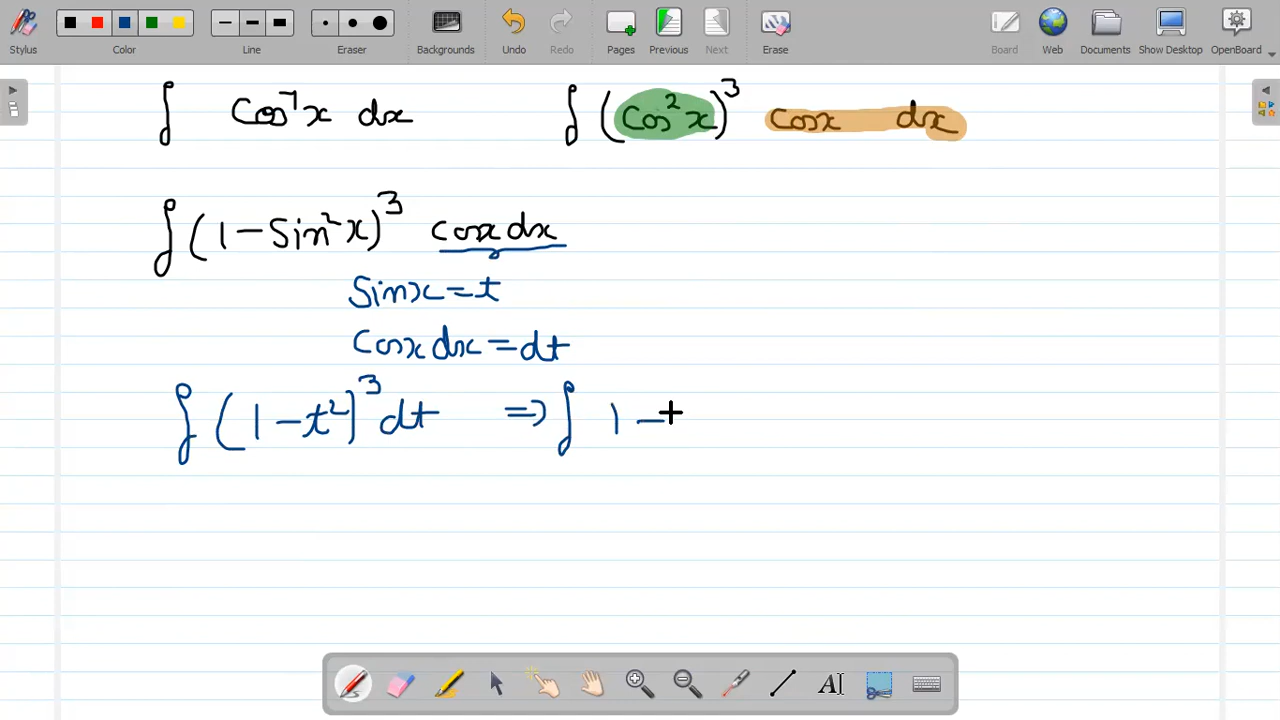 Stylus Color Line Eraser Backgrounds Undo Redo Pages Previous Next Erase Board Web Documents Show Desktop OpenBoard
∫ cos⁷x dx ∫ (cos²x)³ cosx dx
∫ (1 − sin²x)³ cosx dx
sinx = t
cosx dx = dt
∫ (1 − t²)³ dt ⇒ ∫ 1 −